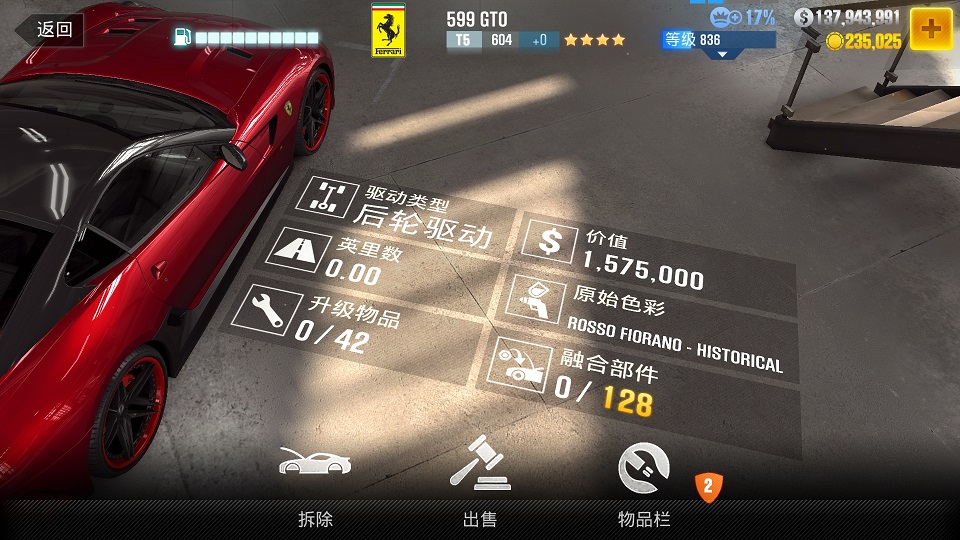 返回
Ferrari
599 GTO
T5 604 +0
17%
等级 836
137,943,991
235,025
驱动类型
后轮驱动
英里数
0.00
升级物品
0/42
价值
1,575,000
原始色彩
ROSSO FIORANO - HISTORICAL
融合部件
0/128
拆除
出售
物品栏
2